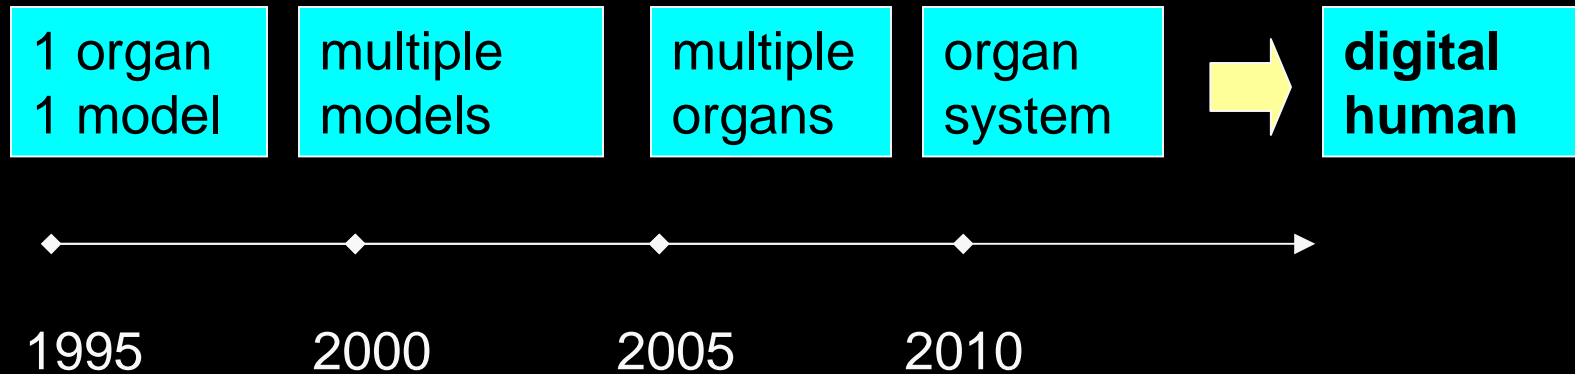 1 organ
1 model
multiple
models
multiple
organs
organ
system
digital
human
1995
2000
2005
2010